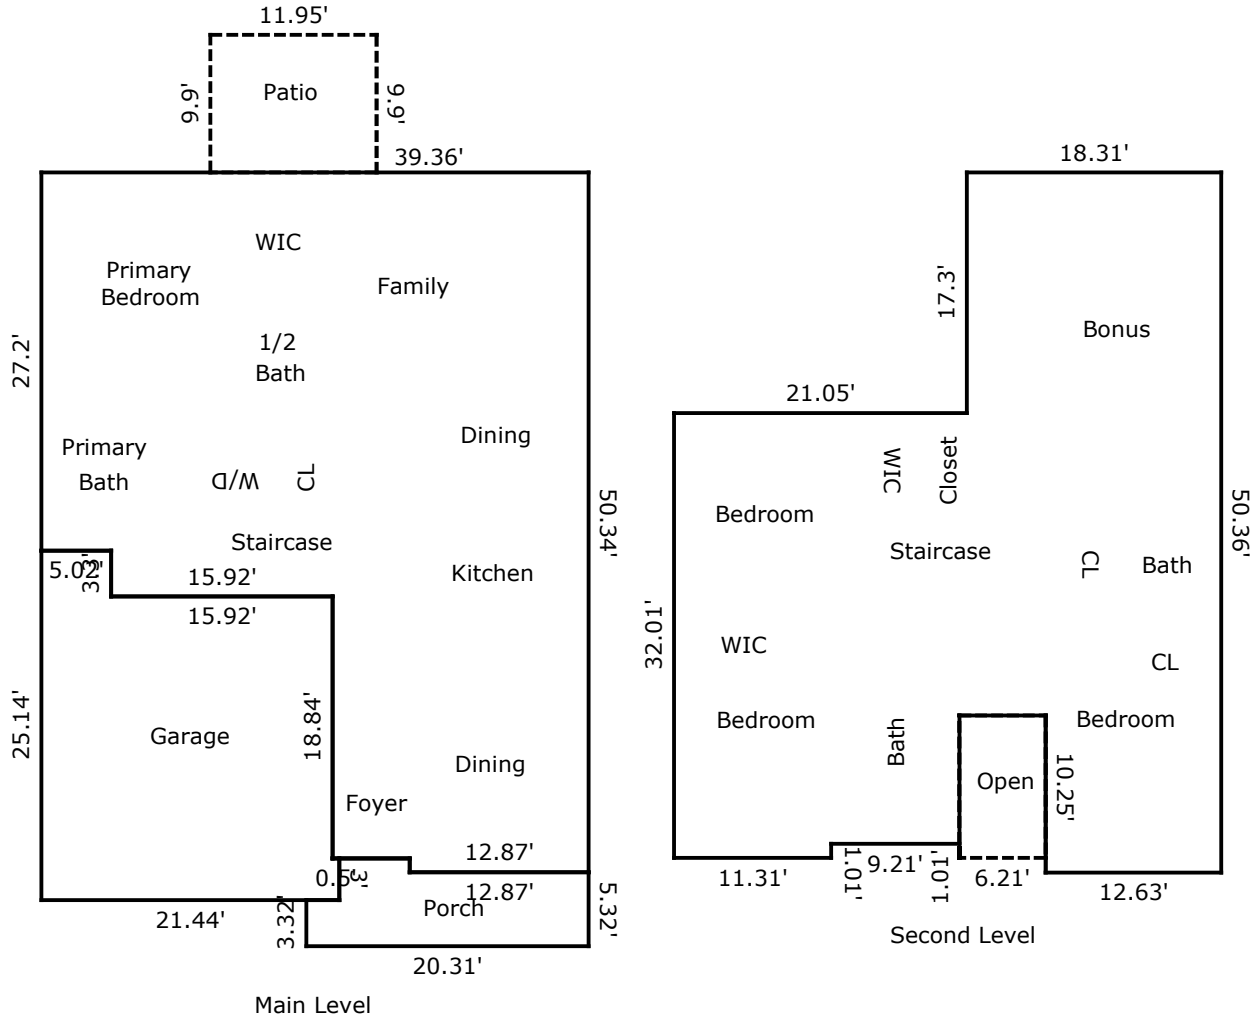 11.95'
9.9'
Patio
9.9'
39.36'
WIC
Primary
Bedroom
Family
1/2
Bath
27.2'
Dining
Primary
Bath
W/D
CL
50.34'
Staircase
Kitchen
5.02'
3.3'
15.92'
15.92'
25.14'
Garage
18.84'
Dining
Foyer
12.87'
0.5'
3'
12.87'
Porch
5.32'
21.44'
3.32'
20.31'
Main Level
18.31'
17.3'
Bonus
21.05'
WIC
Closet
Bedroom
50.36'
Staircase
CL
Bath
32.01'
WIC
CL
Bedroom
Bath
Bedroom
Open
10.25'
11.31'
1.01'
9.21'
1.01'
6.21'
12.63'
Second Level